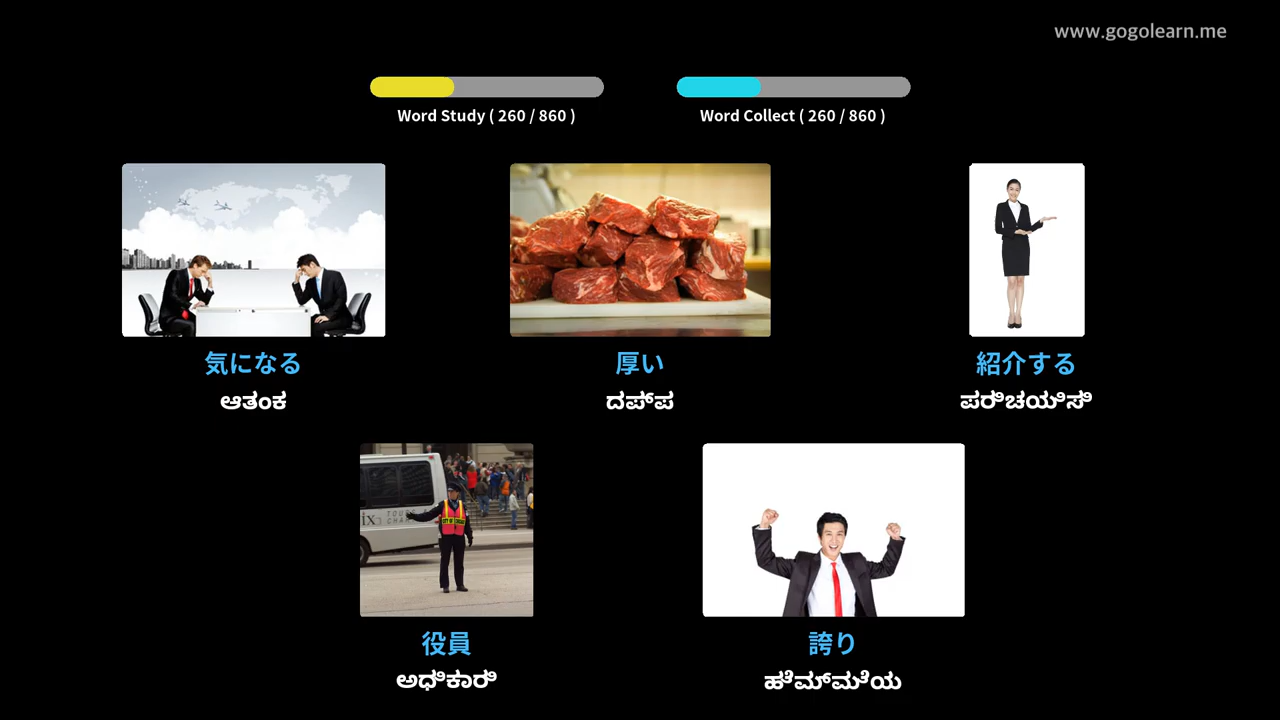 www.gogolearn.me
Word Study ( 260 / 860 )
Word Collect ( 260 / 860 )
気になる
ಆತಂಕ
厚い
ದಪ್ಪ
紹介する
ಪರಿಚಯಿಸಿ
役員
ಅಧಿಕಾರಿ
誇り
ಹೆಮ್ಮೆಯ